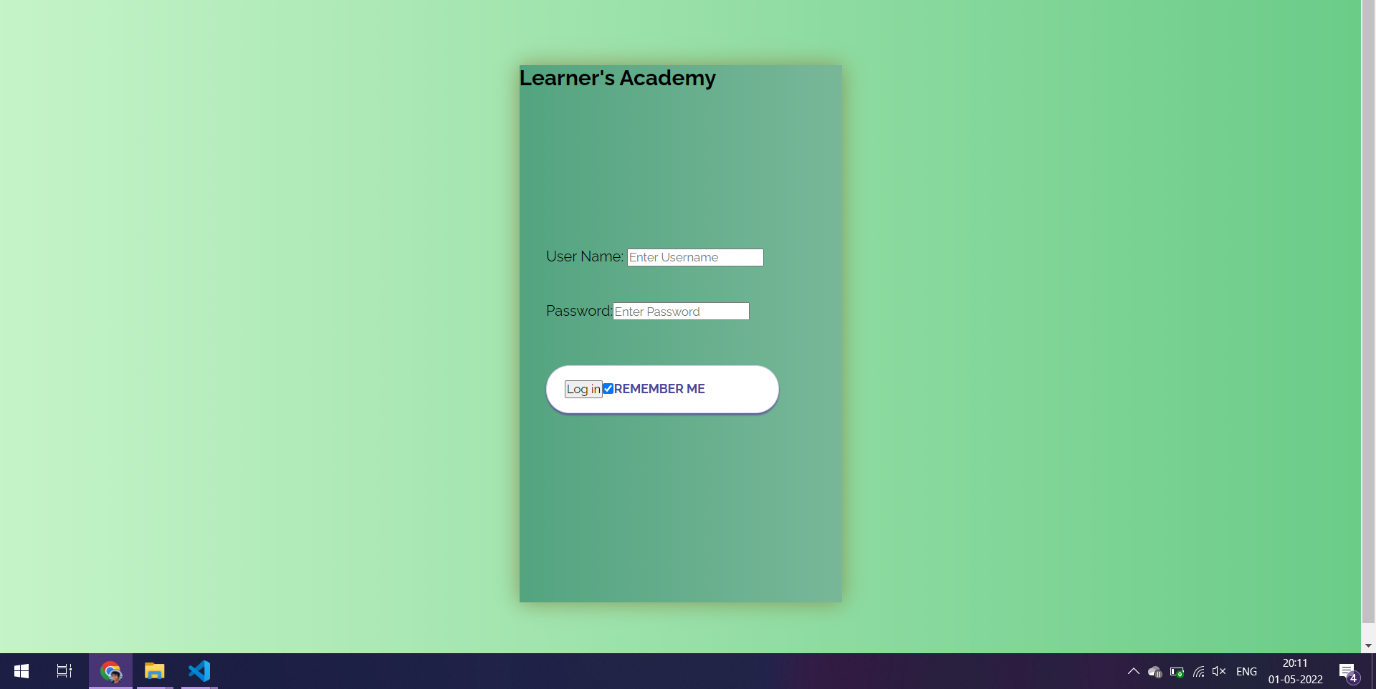 Learner's Academy
User Name: Enter Username
Password: Enter Password
Log in REMEMBER ME
ENG
20:11
01-05-2022
4